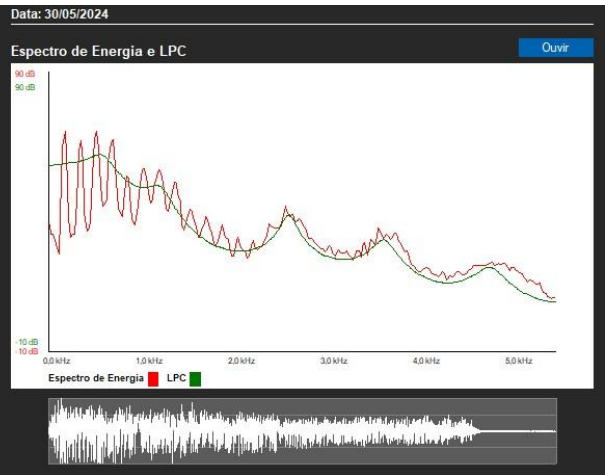 Data: 30/05/2024
Espectro de Energia e LPC
Ouvir
90 dB
90 dB
-10 dB
-10 dB
0,0 kHz 1,0 kHz 2,0 kHz 3,0 kHz 4,0 kHz 5,0 kHz
Espectro de Energia LPC